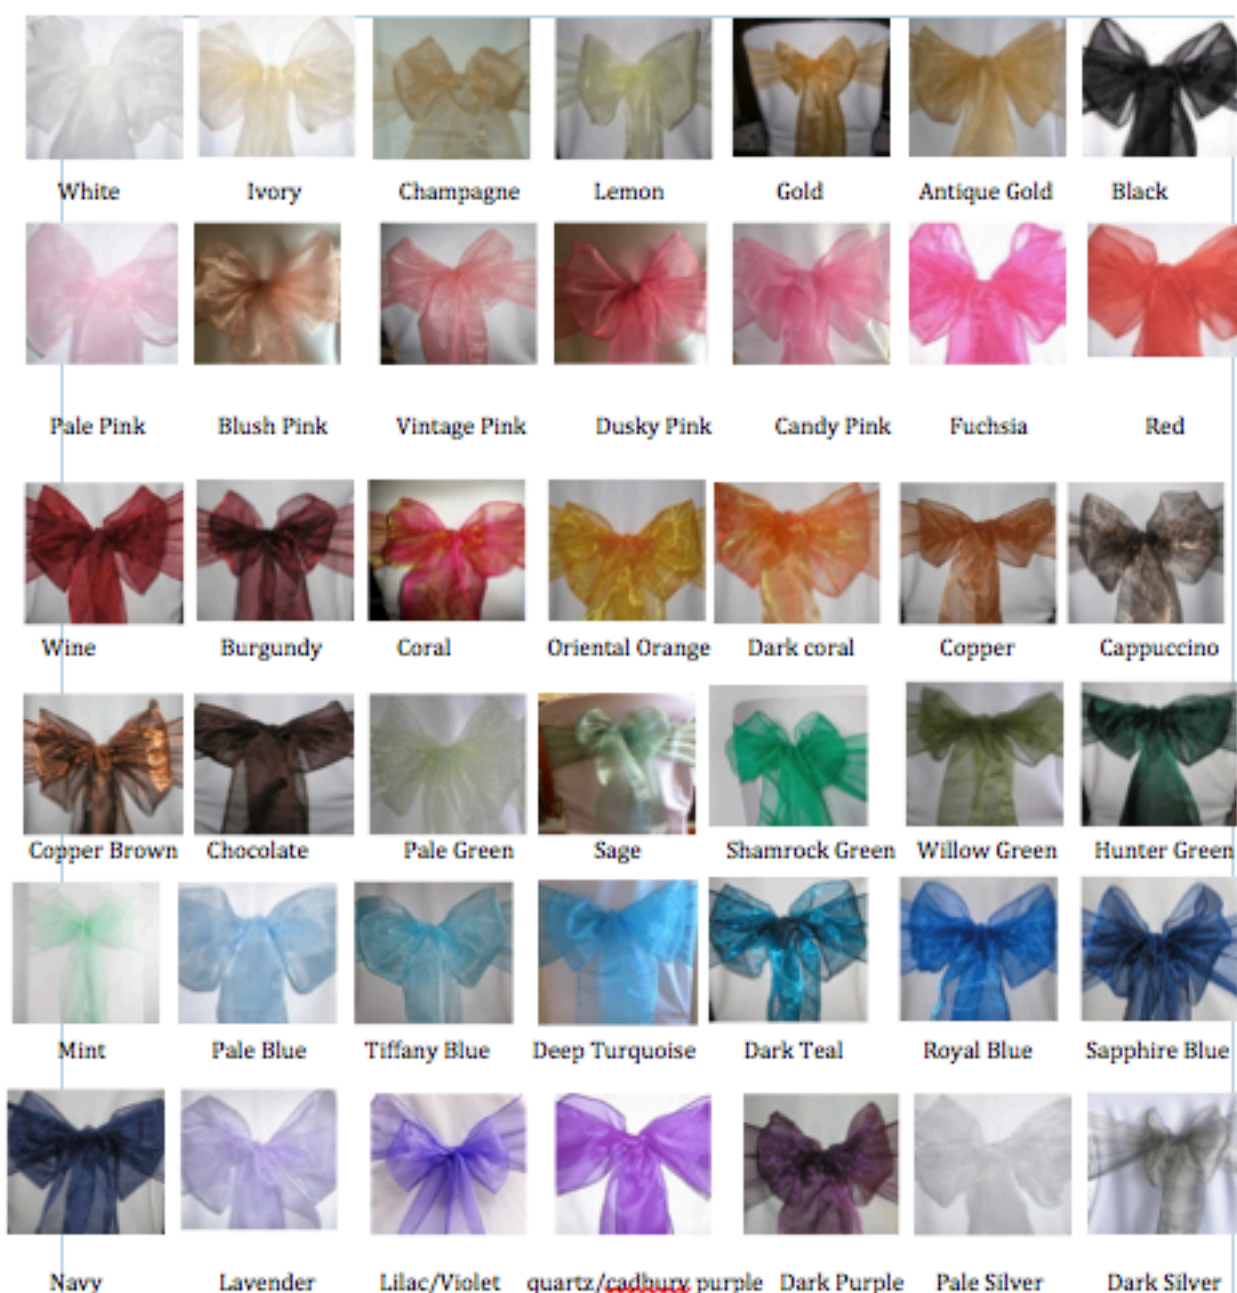 White Ivory Champagne Lemon Gold Antique Gold Black
Pale Pink Blush Pink Vintage Pink Dusky Pink Candy Pink Fuchsia Red
Wine Burgundy Coral Oriental Orange Dark coral Copper Cappuccino
Copper Brown Chocolate Pale Green Sage Shamrock Green Willow Green Hunter Green
Mint Pale Blue Tiffany Blue Deep Turquoise Dark Teal Royal Blue Sapphire Blue
Navy Lavender Lilac/Violet quartz/cadbury purple Dark Purple Pale Silver Dark Silver